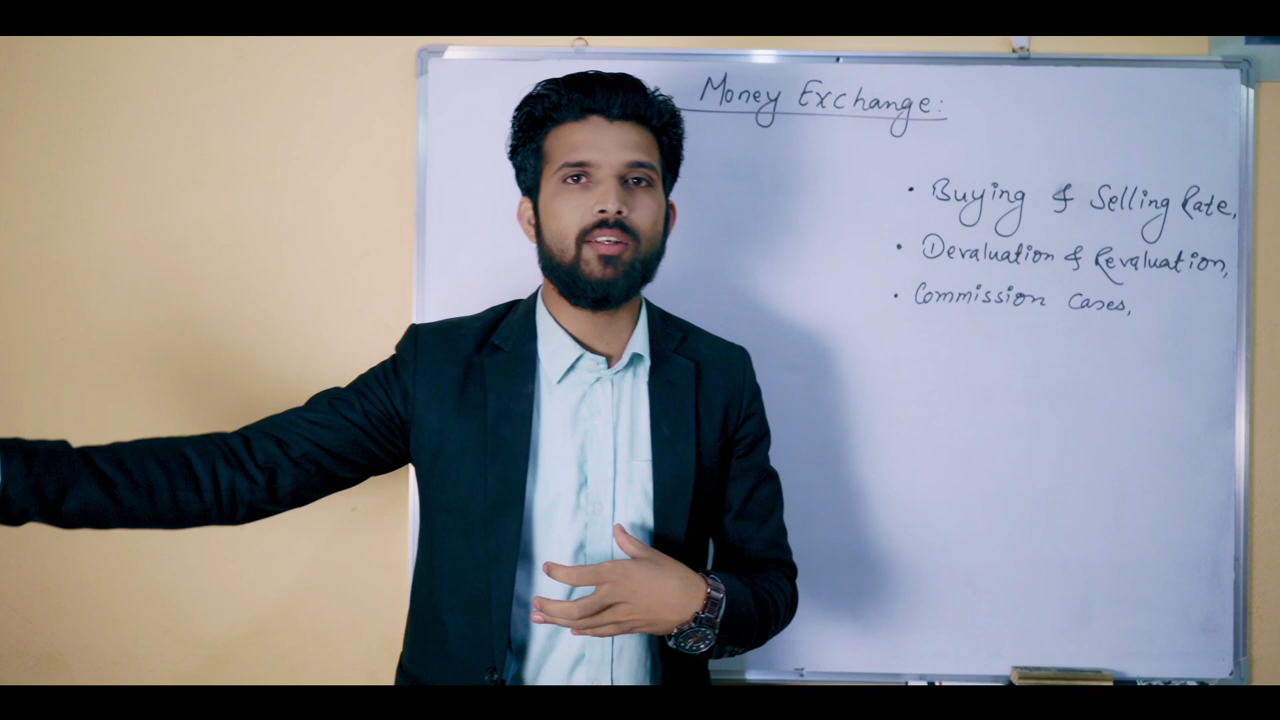 Money Exchange:
• Buying & Selling Rate,
• Devaluation & Revaluation,
• Commission Cases,